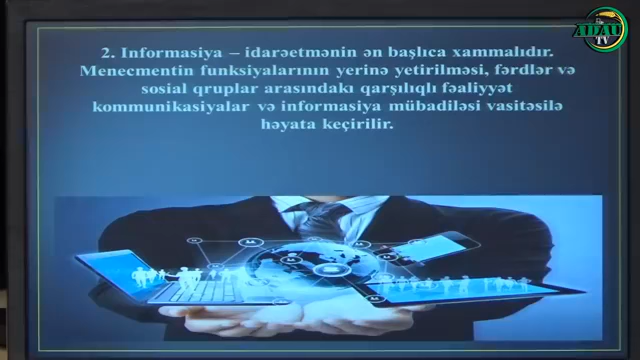 ADAU
TV
2. Informasiya – idarəetmənin ən başlıca xammalıdır.
Menecmentin funksiyalarının yerinə yetirilməsi, fərdlər və
sosial qruplar arasındakı qarşılıqlı fəaliyyət
kommunikasiyalar və informasiya mübadiləsi vasitəsilə
həyata keçirilir.